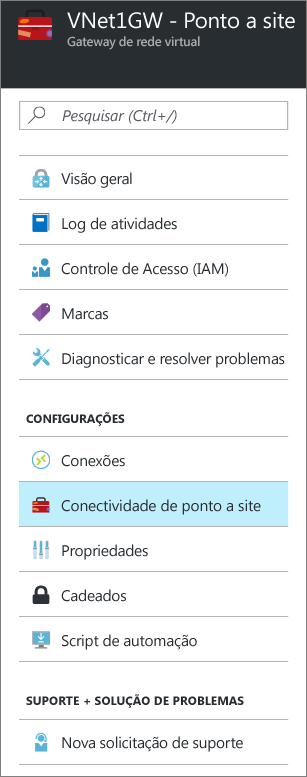 VNet1GW - Ponto a site
Gateway de rede virtual
Pesquisar (Ctrl+/)
Visão geral
Log de atividades
Controle de Acesso (IAM)
Marcas
Diagnosticar e resolver problemas
CONFIGURAÇÕES
Conexões
Conectividade de ponto a site
Propriedades
Cadeados
Script de automação
SUPORTE + SOLUÇÃO DE PROBLEMAS
Nova solicitação de suporte